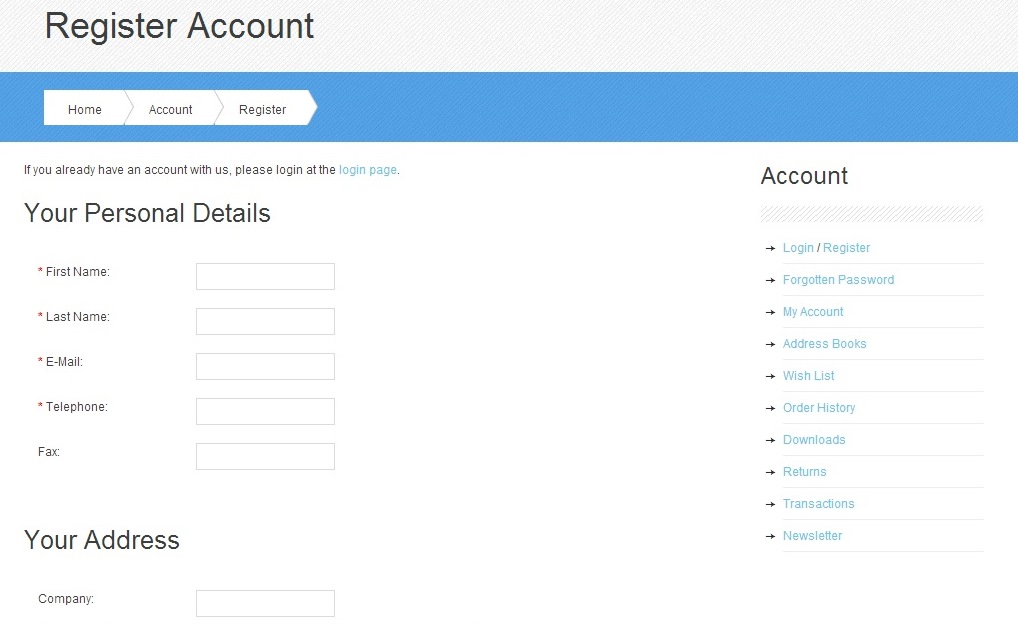 Register Account
Home
Account
Register
If you already have an account with us, please login at the login page.
Your Personal Details
* First Name:
* Last Name:
* E-Mail:
* Telephone:
Fax:
Your Address
Company:
Account
Login / Register
Forgotten Password
My Account
Address Books
Wish List
Order History
Downloads
Returns
Transactions
Newsletter